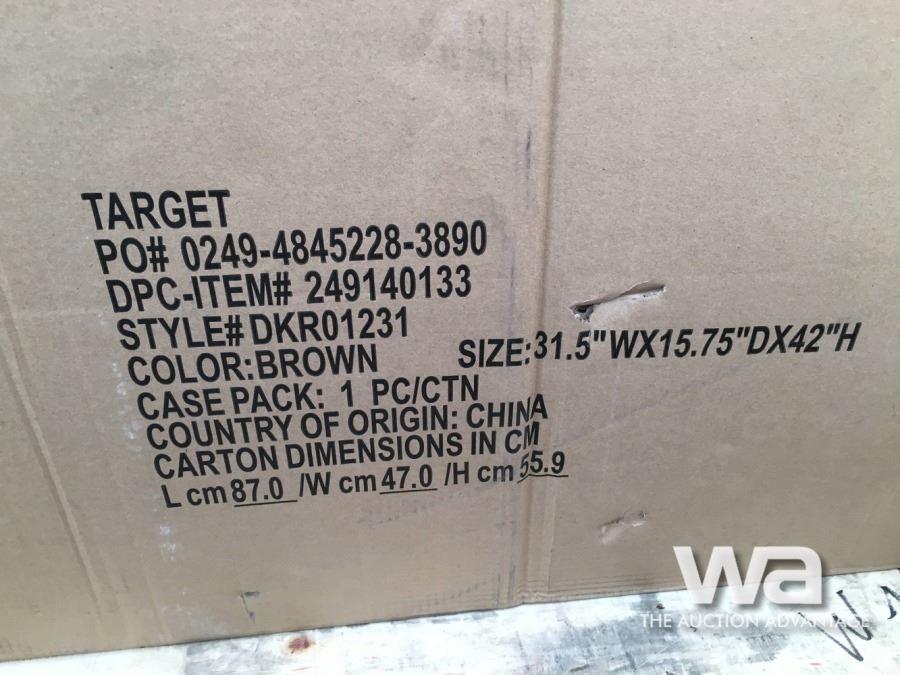 TARGET
PO# 0249-4845228-3890
DPC-ITEM# 249140133
STYLE# DKR01231
COLOR:BROWN SIZE:31.5"WX15.75"DX42"H
CASE PACK: 1 PC/CTN
COUNTRY OF ORIGIN: CHINA
CARTON DIMENSIONS IN CM
L cm 87.0 /W cm 47.0 /H cm 55.9
wa
THE AUCTION ADVANTAGE